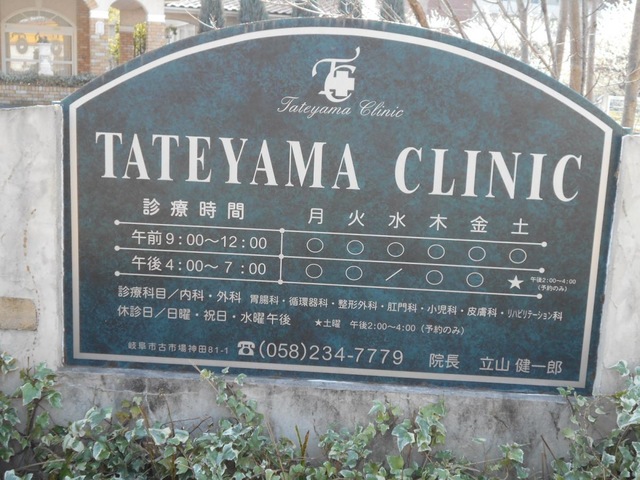 TC
Tateyama Clinic
TATEYAMA CLINIC
診療時間 月 火 水 木 金 土
午前 9:00〜12:00 ○ ○ ○ ○ ○ ○
午後 4:00〜 7:00 ○ ○ ／ ○ ○ ★ 午後2:00〜4:00
(予約のみ)
診療科目／内科・外科 胃腸科・循環器科・整形外科・肛門科・小児科・皮膚科・リハビリテーション科
休診日／日曜・祝日・水曜午後 ★土曜 午後2:00〜4:00 (予約のみ)
岐阜市古市場神田81-1 ☎(058)234-7779 院長 立山 健一郎